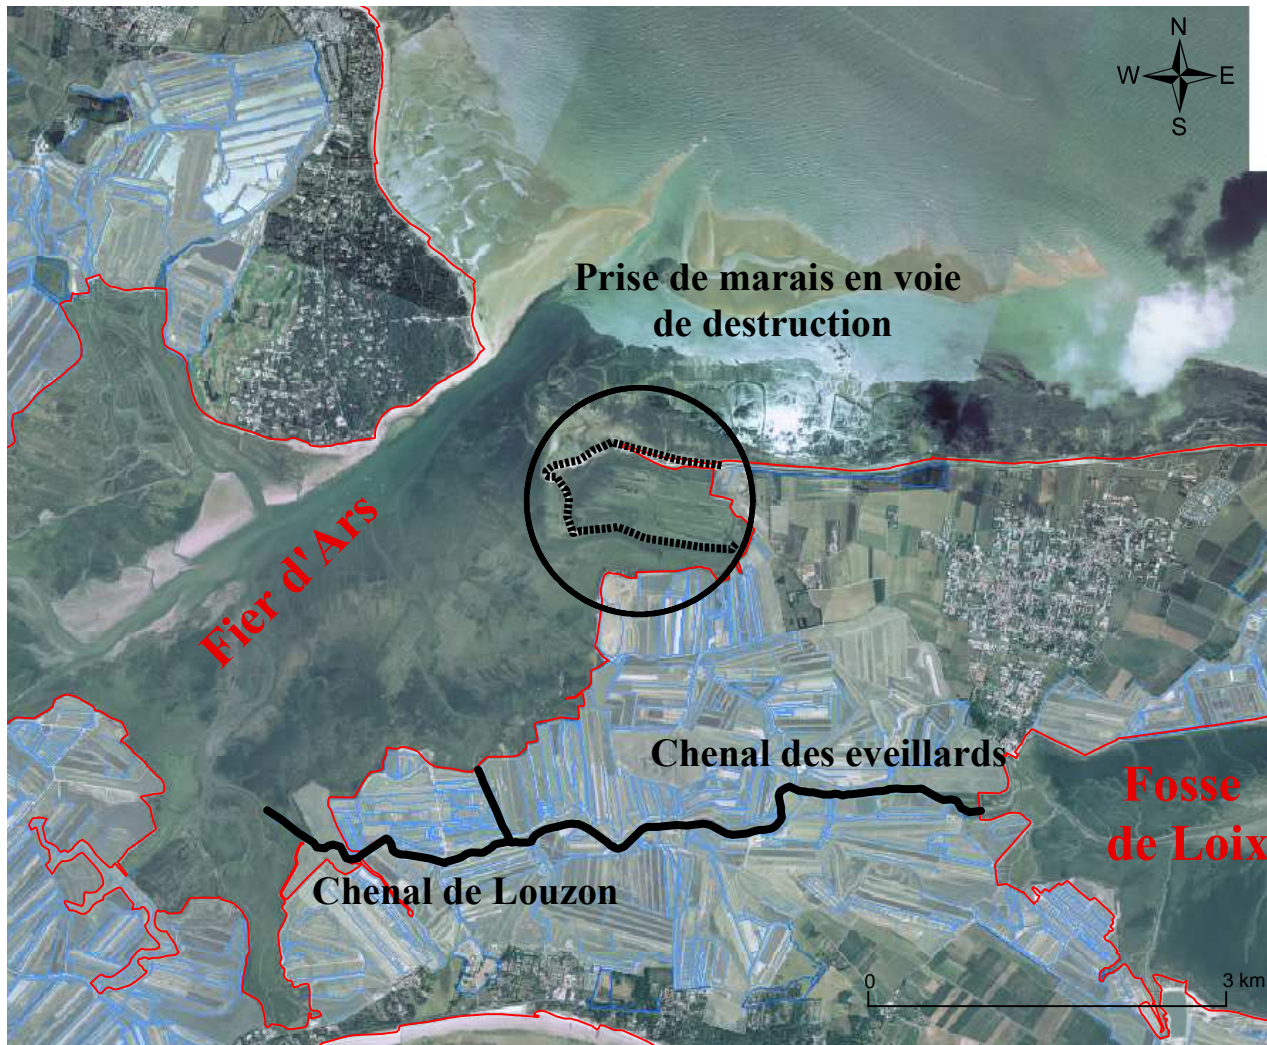 N
W E
S
Prise de marais en voie
de destruction
Fier d'Ars
Chenal des eveillards
Fosse
de Loix
Chenal de Louzon
0 3 km